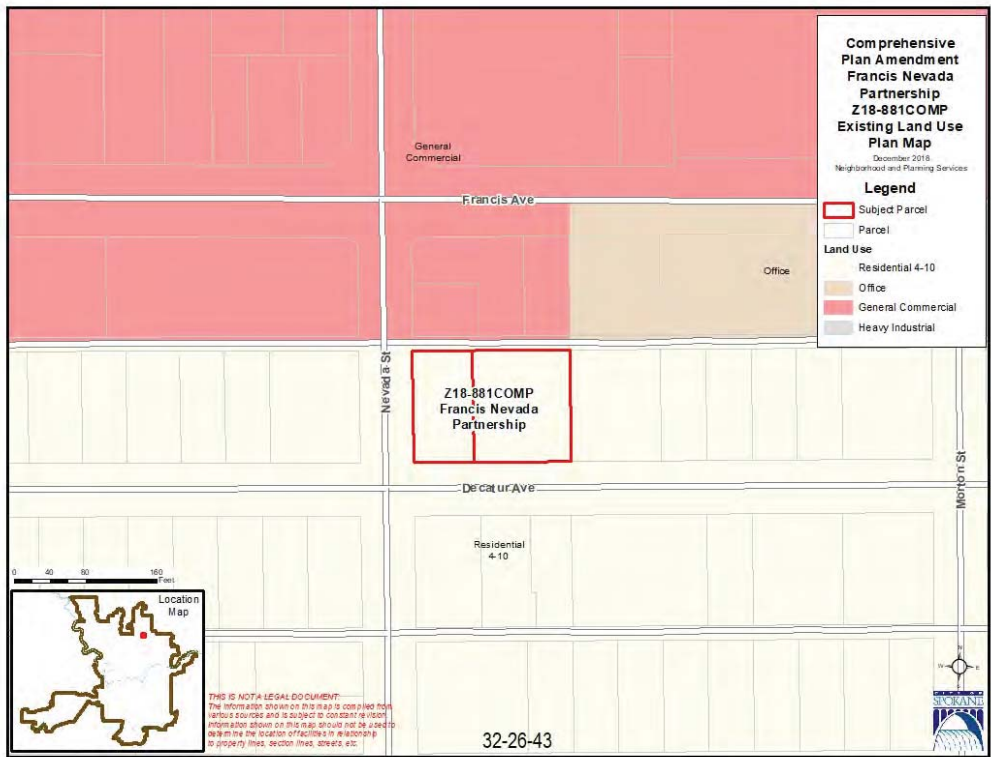 Comprehensive
Plan Amendment
Francis Nevada
Partnership
Z18-881COMP
Existing Land Use
Plan Map
December 2018
Neighborhood and Planning Services
Legend
Subject Parcel
Parcel
Land Use
Residential 4-10
Office
General Commercial
Heavy Industrial
General
Commercial
Francis Ave
Office
Nevada St
Z18-881COMP
Francis Nevada
Partnership
Decatur Ave
Morton St
Residential
4-10
0 40 80 160
Feet
Location
Map
THIS IS NOT A LEGAL DOCUMENT:
The information shown on this map is compiled from
various sources and is subject to constant revision.
Information shown on this map should not be used to
determine the location of facilities in relationship
to property lines, section lines, streets, etc.
32-26-43
N
W E
S
SPOKANE